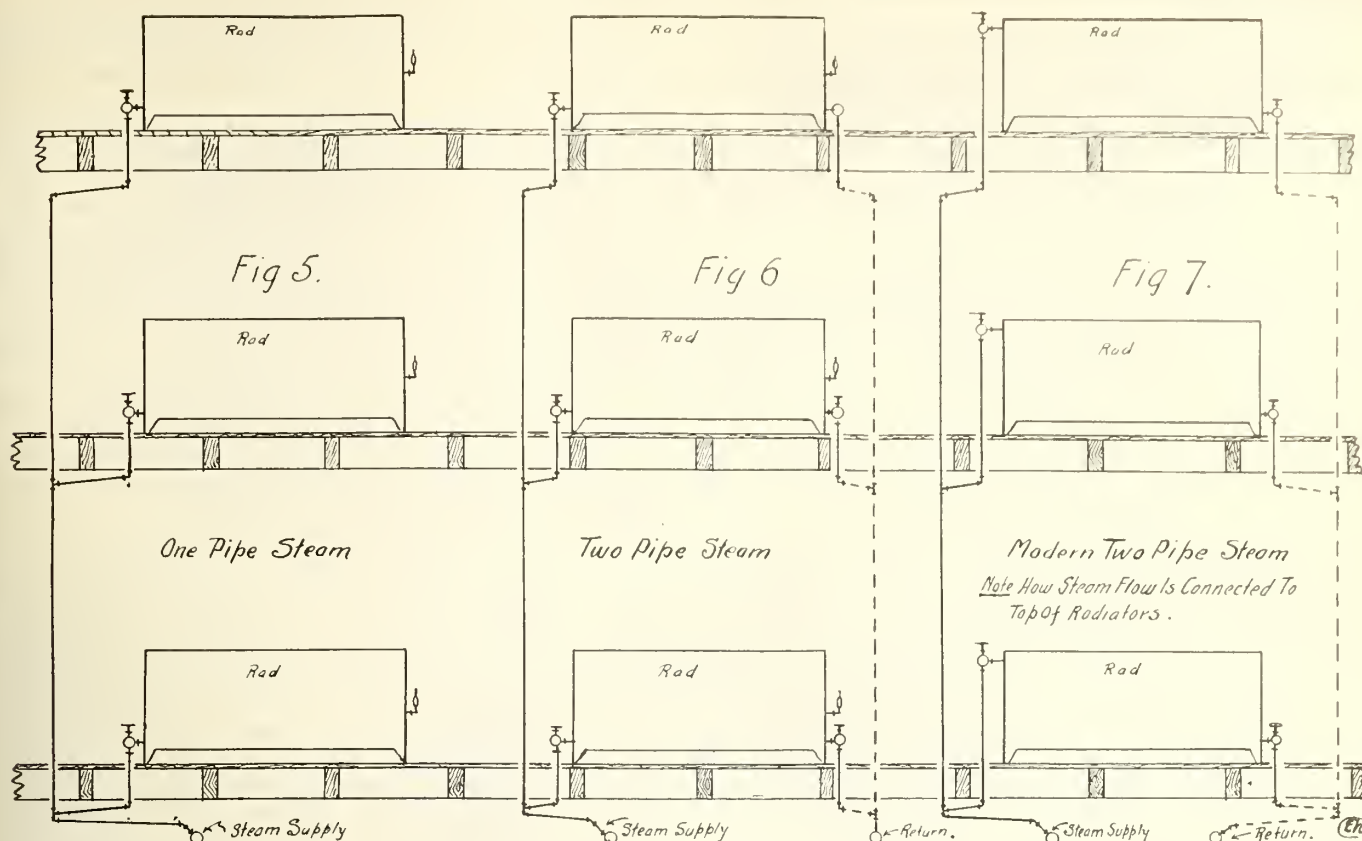 Rad
Rad
Rad
Fig 5.
Fig 6
Fig 7.
Rad
Rad
Rad
One Pipe Steam
Two Pipe Steam
Modern Two Pipe Steam
Note How Steam Flow Is Connected To
Top Of Radiators.
Rad
Rad
Rad
Steam Supply
Steam Supply
Return.
Steam Supply
Return.